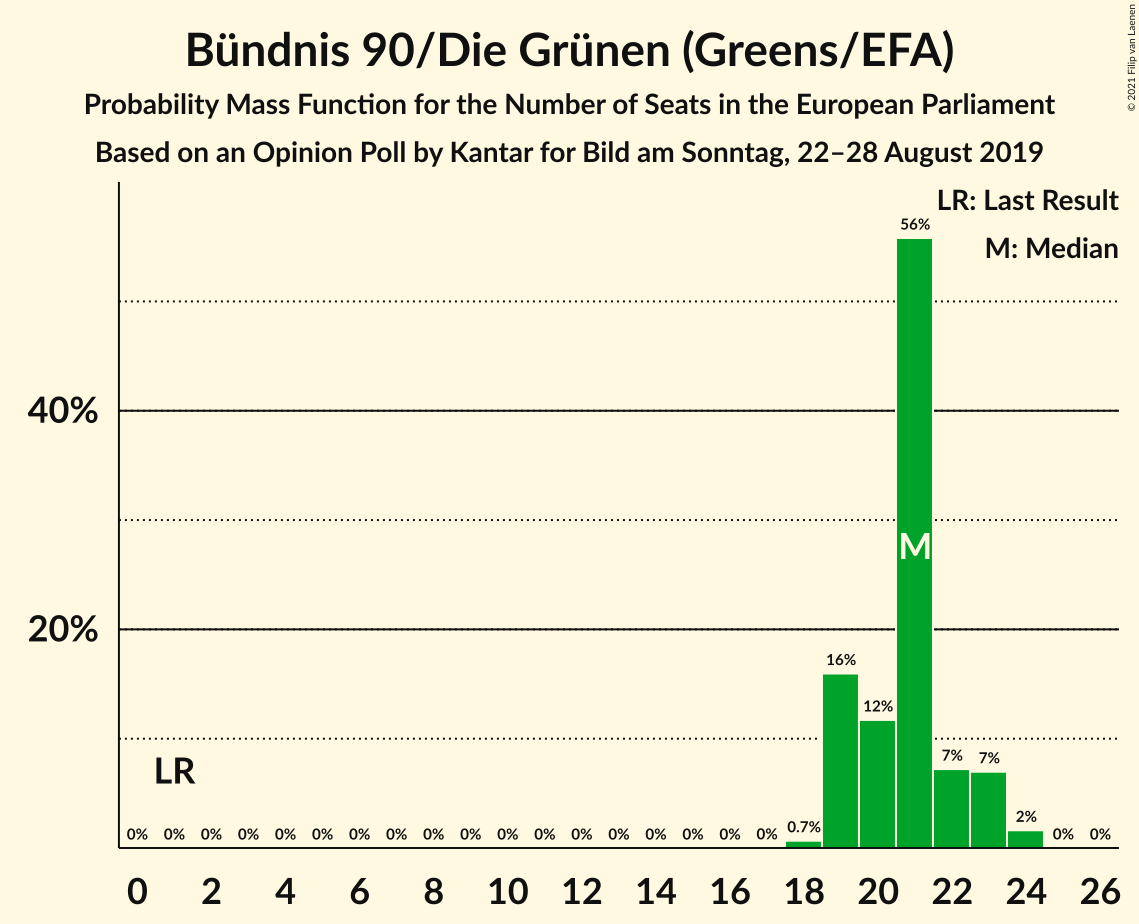 Bündnis 90/Die Grünen (Greens/EFA)
Probability Mass Function for the Number of Seats in the European Parliament
Based on an Opinion Poll by Kantar for Bild am Sonntag, 22–28 August 2019
© 2021 Filip van Laenen
LR: Last Result
M: Median
56%
40%
M
20%
16%
12%
7% 7%
LR
2%
0% 0% 0% 0% 0% 0% 0% 0% 0% 0% 0% 0% 0% 0% 0% 0% 0% 0% 0.7% 0% 0%
0 2 4 6 8 10 12 14 16 18 20 22 24 26